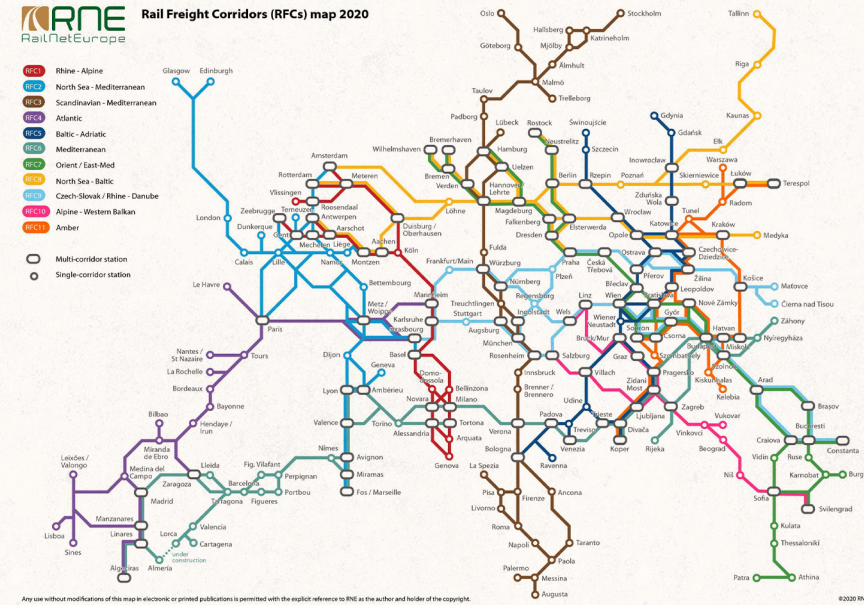 RNE
RailNetEurope
Rail Freight Corridors (RFCs) map 2020
RFC1 Rhine - Alpine
RFC2 North Sea - Mediterranean
RFC3 Scandinavian - Mediterranean
RFC4 Atlantic
RFC5 Baltic - Adriatic
RFC6 Mediterranean
RFC7 Orient / East-Med
RFC8 North Sea - Baltic
RFC9 Czech-Slovak / Rhine - Danube
RFC10 Alpine - Western Balkan
RFC11 Amber
Multi-corridor station
Single-corridor station
Oslo
Stockholm
Tallinn
Hallsberg
Katrineholm
Göteborg
Mjölby
Älmhult
Riga
Glasgow
Edinburgh
Malmö
Taulov
Trelleborg
Padborg
Kaunas
Lübeck
Rostock
Świnoujście
Gdynia
Gdańsk
Wilhelmshaven
Bremerhaven
Hamburg
Neustrelitz
Szczecin
Ełk
Amsterdam
Bremen
Uelzen
Inowrocław
Warszawa
Rotterdam
Meteren
Verden
Hannover
Lehrte
Berlin
Rzepin
Poznań
Skierniewice
Łuków
Terespol
Vlissingen
Roosendaal
Zduńska
Wola
Radom
London
Zeebrugge
Terneuzen
Antwerpen
Löhne
Magdeburg
Falkenberg
Wrocław
Tunel
Dunkerque
Gent
Aarschot
Duisburg /
Oberhausen
Elsterwerda
Katowice
Kraków
Medyka
Mechelen
Liège
Aachen
Dresden
Opole
Calais
Lille
Namur
Montzen
Köln
Fulda
Praha
Česká
Třebová
Ostrava
Czechowice-
Dziedzice
Frankfurt/Main
Würzburg
Plzeň
Přerov
Žilina
Košice
Maťovce
Le Havre
Bettembourg
Nürnberg
Regensburg
Břeclav
Leopoldov
Čierna nad Tisou
Metz /
Woippy
Mannheim
Treuchtlingen
Ingolstadt
Linz
Wien
Bratislava
Nové Zámky
Paris
Strasbourg
Karlsruhe
Stuttgart
Augsburg
Wels
Wiener
Neustadt
Sopron
Győr
Záhony
München
Bruck/Mur
Csorna
Hatvan
Nyíregyháza
Nantes /
St Nazaire
Tours
Dijon
Basel
Rosenheim
Salzburg
Graz
Szombathely
Budapest
Miskolc
La Rochelle
Geneva
Domo-
dossola
Innsbruck
Villach
Pragersko
Szolnok
Bordeaux
Lyon
Ambérieu
Bellinzona
Brenner /
Brennero
Zidani
Most
Kiskunhalas
Arad
Kelebia
Bayonne
Novara
Milano
Udine
Brașov
Bilbao
Hendaye /
Irun
Valence
Torino
Tortona
Verona
Padova
Trieste
Ljubljana
Zagreb
Vukovar
București
Alessandria
Arquata
Treviso
Divača
Vinkovci
Craiova
Constanta
Miranda
de Ebro
Nîmes
Genova
Bologna
Venezia
Koper
Rijeka
Beograd
Vidin
Ruse
Leixões /
Valongo
Medina del
Campo
Lleida
Fig. Vilafant
Avignon
Ravenna
Zaragoza
Perpignan
Miramas
La Spezia
Niš
Karnobat
Burg
Madrid
Barcelona
Portbou
Fos / Marseille
Pisa
Firenze
Ancona
Sofia
Tarragona
Figueres
Livorno
Svilengrad
Manzanares
Valencia
Roma
Kulata
Lisboa
Linares
Lorca
Cartagena
Napoli
Taranto
Thessaloníki
Sines
under
construction
Paola
Algeciras
Almería
Palermo
Messina
Patra
Athina
Augusta
Any use without modifications of this map in electronic or printed publications is permitted with the explicit reference to RNE as the author and holder of the copyright.
©2020 RN